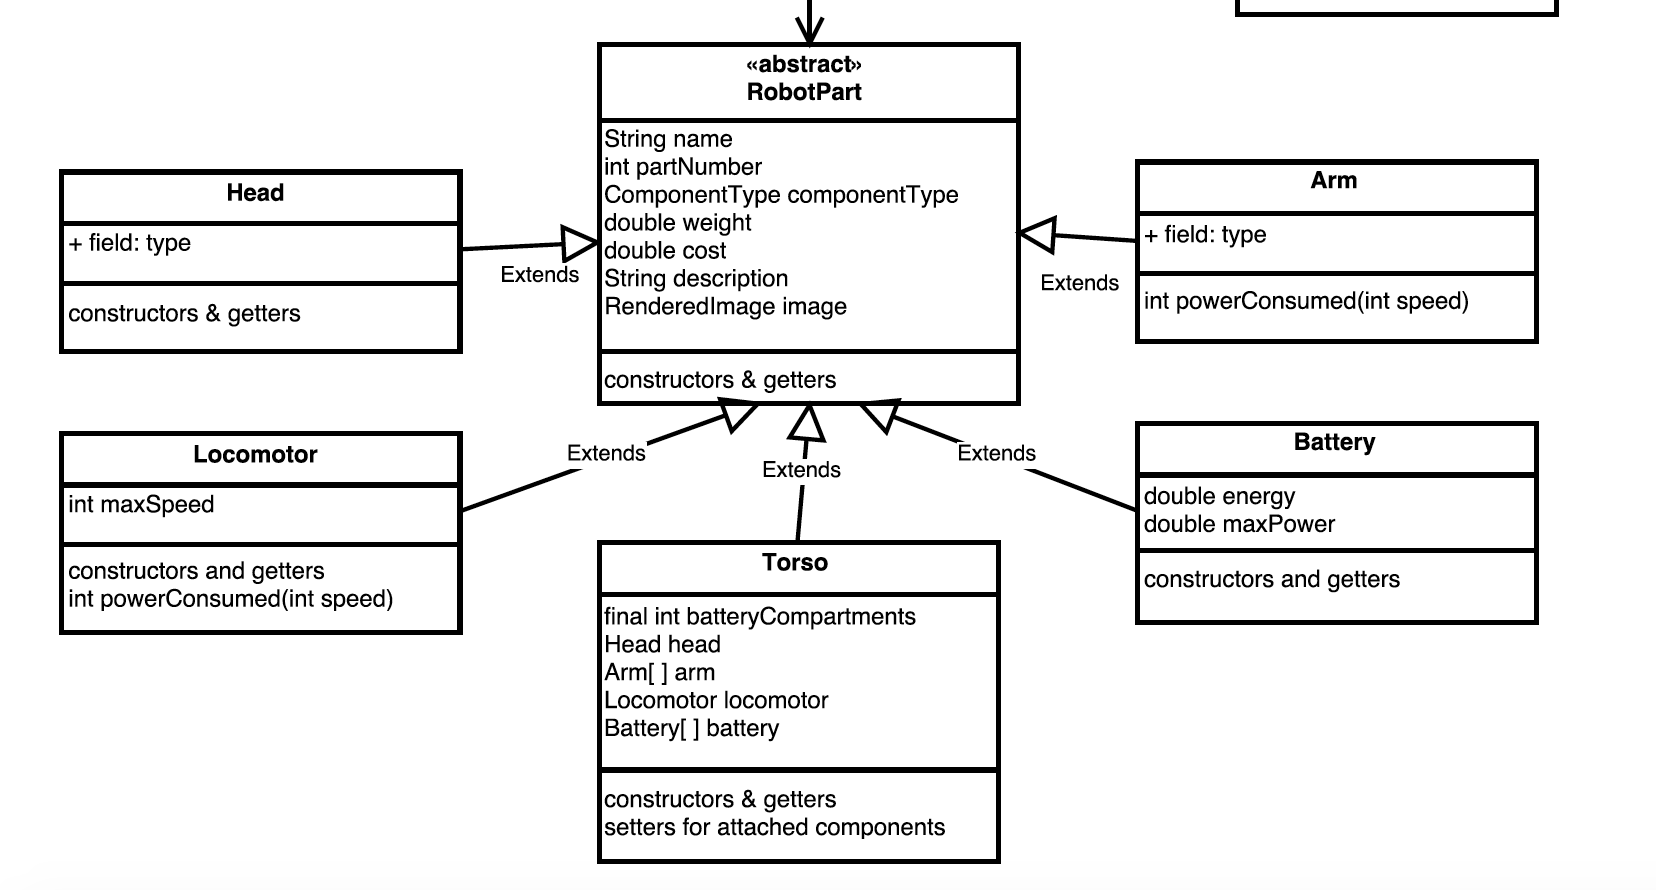 «abstract»
RobotPart
String name
int partNumber
ComponentType componentType
double weight
double cost
String description
RenderedImage image
constructors & getters
Head
+ field: type
constructors & getters
Extends
Arm
+ field: type
int powerConsumed(int speed)
Extends
Locomotor
int maxSpeed
constructors and getters
int powerConsumed(int speed)
Extends
Extends
Extends
Battery
double energy
double maxPower
constructors and getters
Torso
final int batteryCompartments
Head head
Arm[ ] arm
Locomotor locomotor
Battery[ ] battery
constructors & getters
setters for attached components